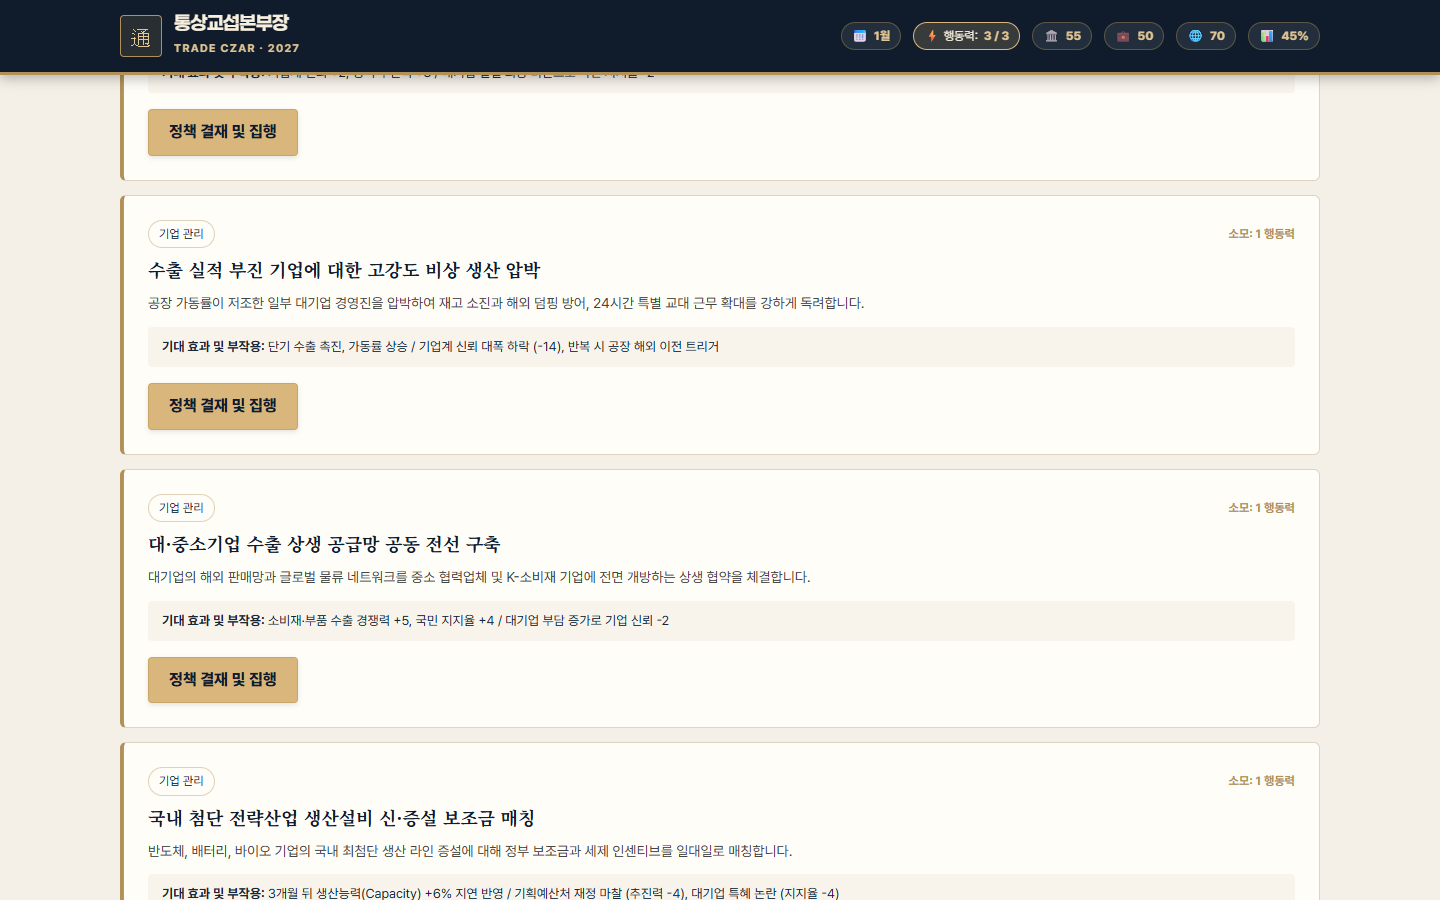 通
통상교섭본부장
TRADE CZAR · 2027
1월
행동력: 3 / 3
55
50
70
45%
정책 결재 및 집행
기업 관리
소모: 1 행동력
수출 실적 부진 기업에 대한 고강도 비상 생산 압박
공장 가동률이 저조한 일부 대기업 경영진을 압박하여 재고 소진과 해외 덤핑 방어, 24시간 특별 교대 근무 확대를 강하게 독려합니다.
기대 효과 및 부작용: 단기 수출 촉진, 가동률 상승 / 기업계 신뢰 대폭 하락 (-14), 반복 시 공장 해외 이전 트리거
정책 결재 및 집행
기업 관리
소모: 1 행동력
대·중소기업 수출 상생 공급망 공동 전선 구축
대기업의 해외 판매망과 글로벌 물류 네트워크를 중소 협력업체 및 K-소비재 기업에 전면 개방하는 상생 협약을 체결합니다.
기대 효과 및 부작용: 소비재·부품 수출 경쟁력 +5, 국민 지지율 +4 / 대기업 부담 증가로 기업 신뢰 -2
정책 결재 및 집행
기업 관리
소모: 1 행동력
국내 첨단 전략산업 생산설비 신·증설 보조금 매칭
반도체, 배터리, 바이오 기업의 국내 최첨단 생산 라인 증설에 대해 정부 보조금과 세제 인센티브를 일대일로 매칭합니다.
기대 효과 및 부작용: 3개월 뒤 생산능력(Capacity) +6% 지연 반영 / 기획예산처 재정 마찰 (추진력 -4), 대기업 특혜 논란 (지지율 -4)